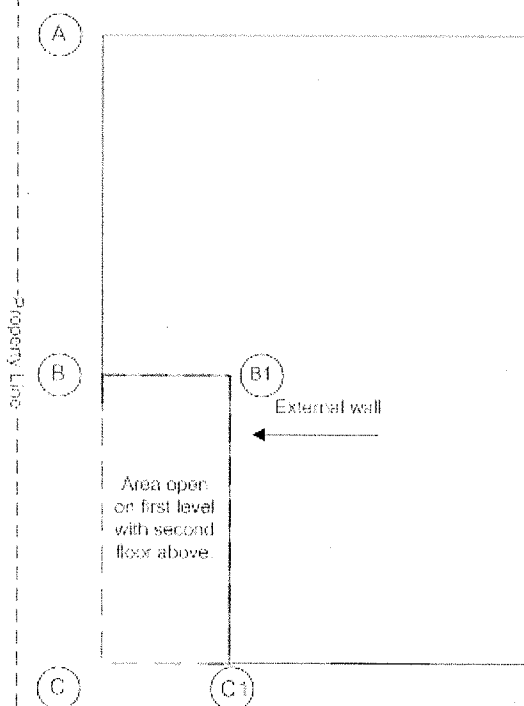 A
Property Line
B
B1
External wall
Area open
on first level
with second
floor above.
C
C1